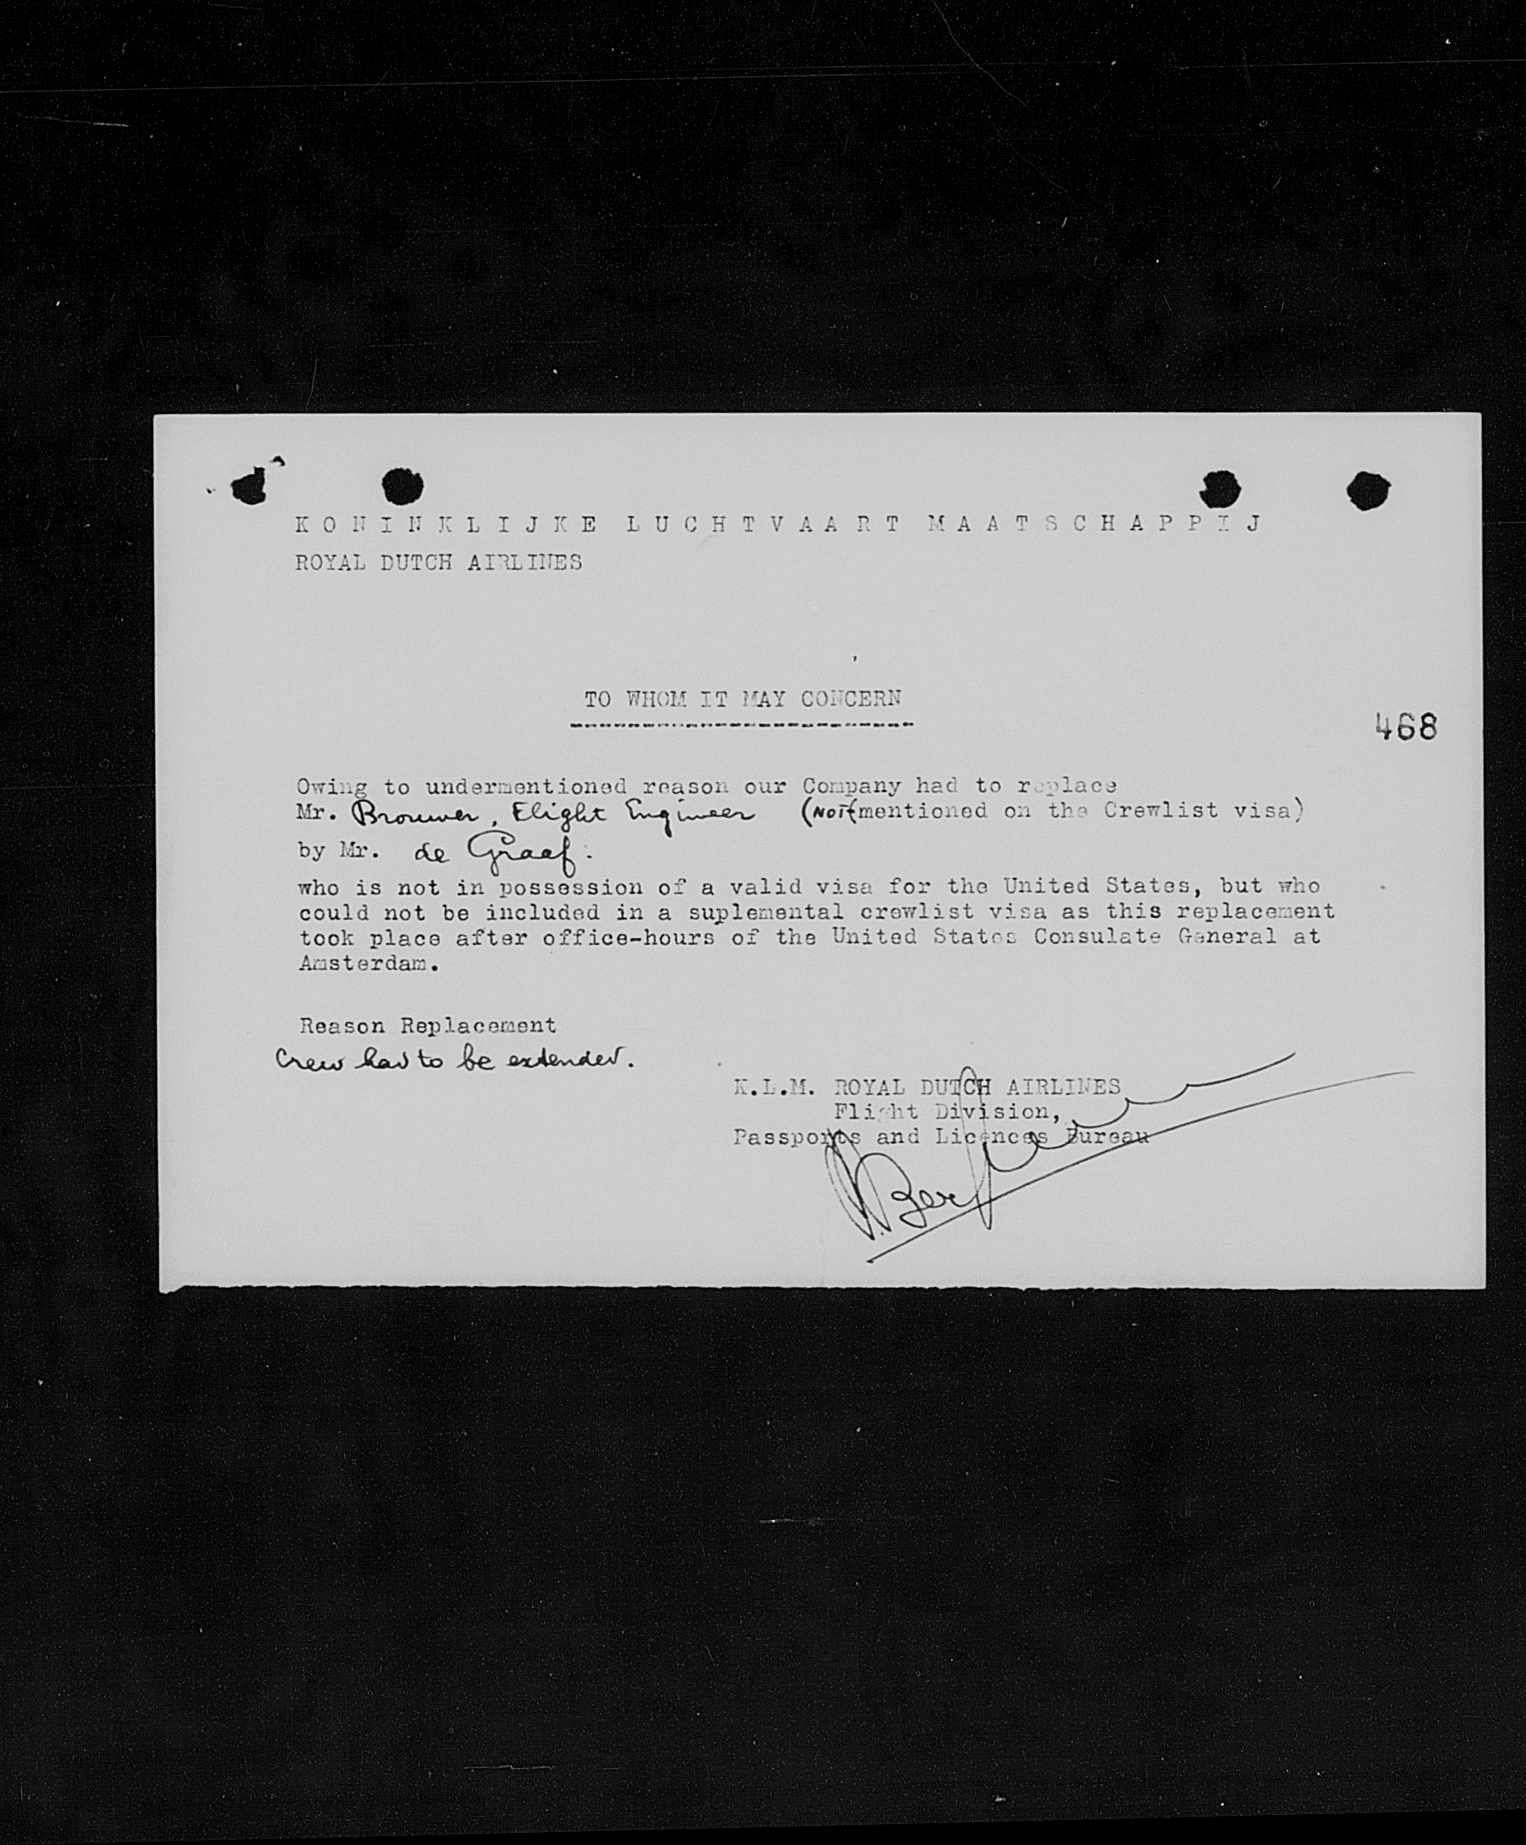 KONINKLIJKE LUCHTVAART MAATSCHAPPIJ
ROYAL DUTCH AIRLINES
TO WHOM IT MAY CONCERN
468
Owing to undermentioned reason our Company had to replace
Mr. Brouwer, Flight Engineer (NOT (mentioned on the Crewlist visa)
by Mr. de Graaf.
who is not in possession of a valid visa for the United States, but who
could not be included in a suplemental crewlist visa as this replacement
took place after office-hours of the United States Consulate General at
Amsterdam.
Reason Replacement
Crew had to be extended.
K.L.M. ROYAL DUTCH AIRLINES
Flight Division,
Passports and Licences Bureau